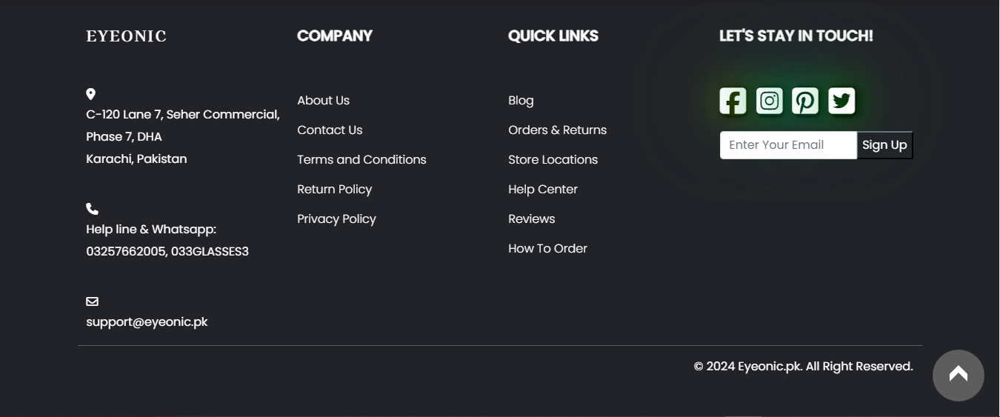 EYEONIC
C-120 Lane 7, Seher Commercial,
Phase 7, DHA
Karachi, Pakistan
Help line & Whatsapp:
03257662005, 033GLASSES3
support@eyeonic.pk
COMPANY
About Us
Contact Us
Terms and Conditions
Return Policy
Privacy Policy
QUICK LINKS
Blog
Orders & Returns
Store Locations
Help Center
Reviews
How To Order
LET'S STAY IN TOUCH!
Enter Your Email Sign Up
© 2024 Eyeonic.pk. All Right Reserved.